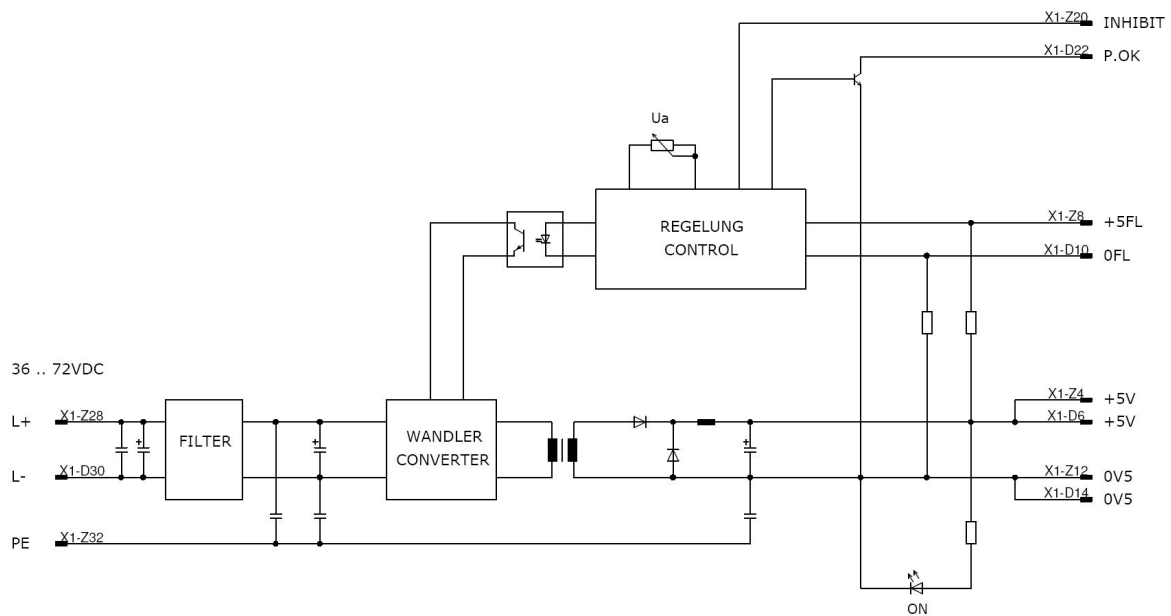 X1-Z20 INHIBIT
X1-D22 P.OK
Ua
REGELUNG
CONTROL
X1-Z8 +5FL
X1-D10 0FL
36 .. 72VDC
X1-Z4 +5V
L+ X1-Z28
X1-D6 +5V
FILTER
WANDLER
CONVERTER
L- X1-D30
X1-Z12 0V5
X1-D14 0V5
PE X1-Z32
ON
+
+
+